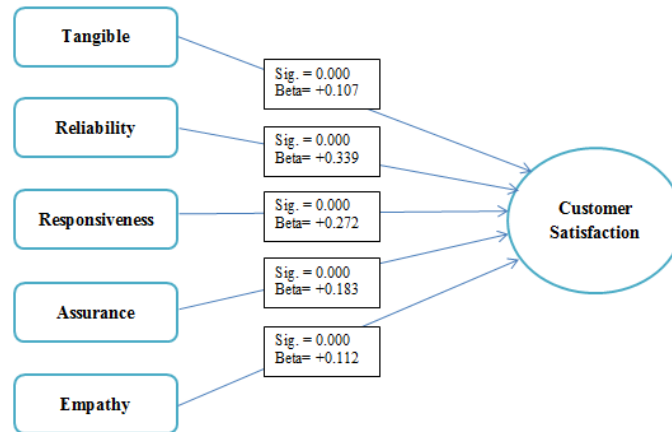 Tangible
Sig. = 0.000
Beta= +0.107
Reliability
Sig. = 0.000
Beta= +0.339
Responsiveness
Sig. = 0.000
Beta= +0.272
Customer
Satisfaction
Assurance
Sig. = 0.000
Beta= +0.183
Empathy
Sig. = 0.000
Beta= +0.112